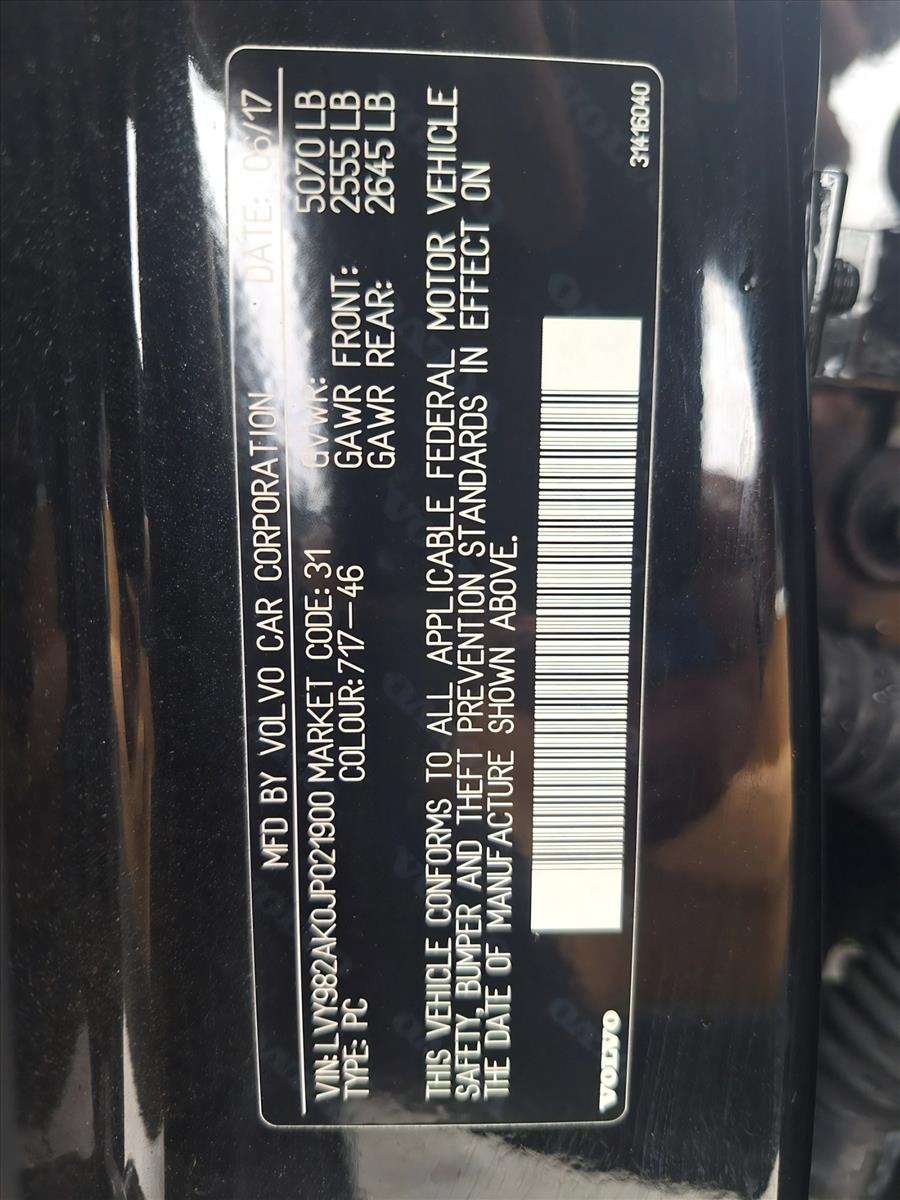 MFD BY VOLVO CAR CORPORATION DATE: 06/17
VIN:LVY982AK0JP021900 MARKET CODE:31 GVWR: 5070 LB
TYPE: PC COLOUR:717—46 GAWR FRONT: 2555 LB
GAWR REAR: 2645 LB
THIS VEHICLE CONFORMS TO ALL APPLICABLE FEDERAL MOTOR VEHICLE
SAFETY, BUMPER AND THEFT PREVENTION STANDARDS IN EFFECT ON
THE DATE OF MANUFACTURE SHOWN ABOVE.
VOLVO
31416040